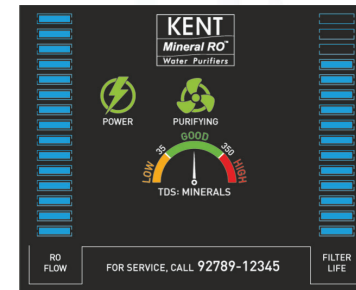 KENT
Mineral RO™
Water Purifiers
POWER
PURIFYING
LOW 35 GOOD 350 HIGH
TDS: MINERALS
RO
FLOW
FOR SERVICE, CALL 92789-12345
FILTER
LIFE